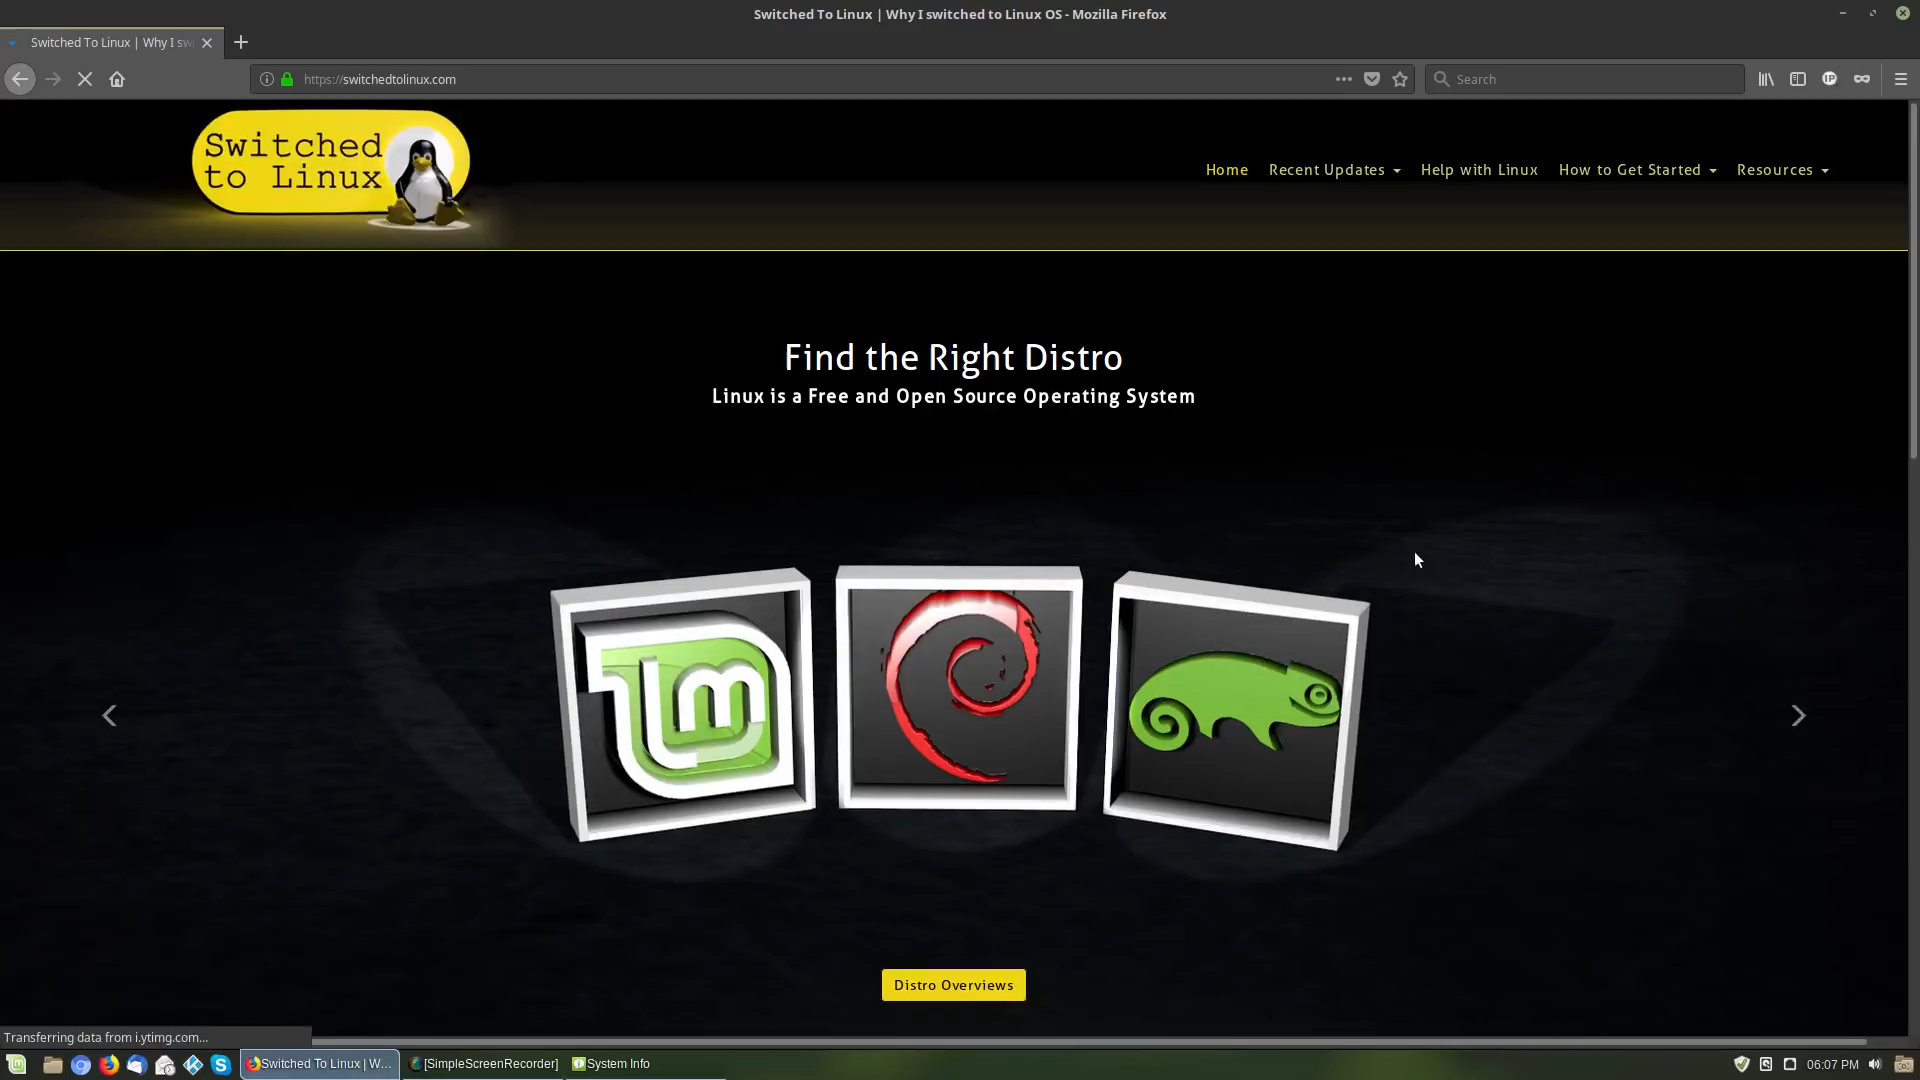 Switched To Linux | Why I switched to Linux OS - Mozilla Firefox
Switched To Linux | Why I sw
https://switchedtolinux.com
Search
Switched
to Linux
Home
Recent Updates
Help with Linux
How to Get Started
Resources
Find the Right Distro
Linux is a Free and Open Source Operating System
lm
Distro Overviews
Transferring data from i.ytimg.com...
Switched To Linux | W...
[SimpleScreenRecorder]
System Info
06:07 PM